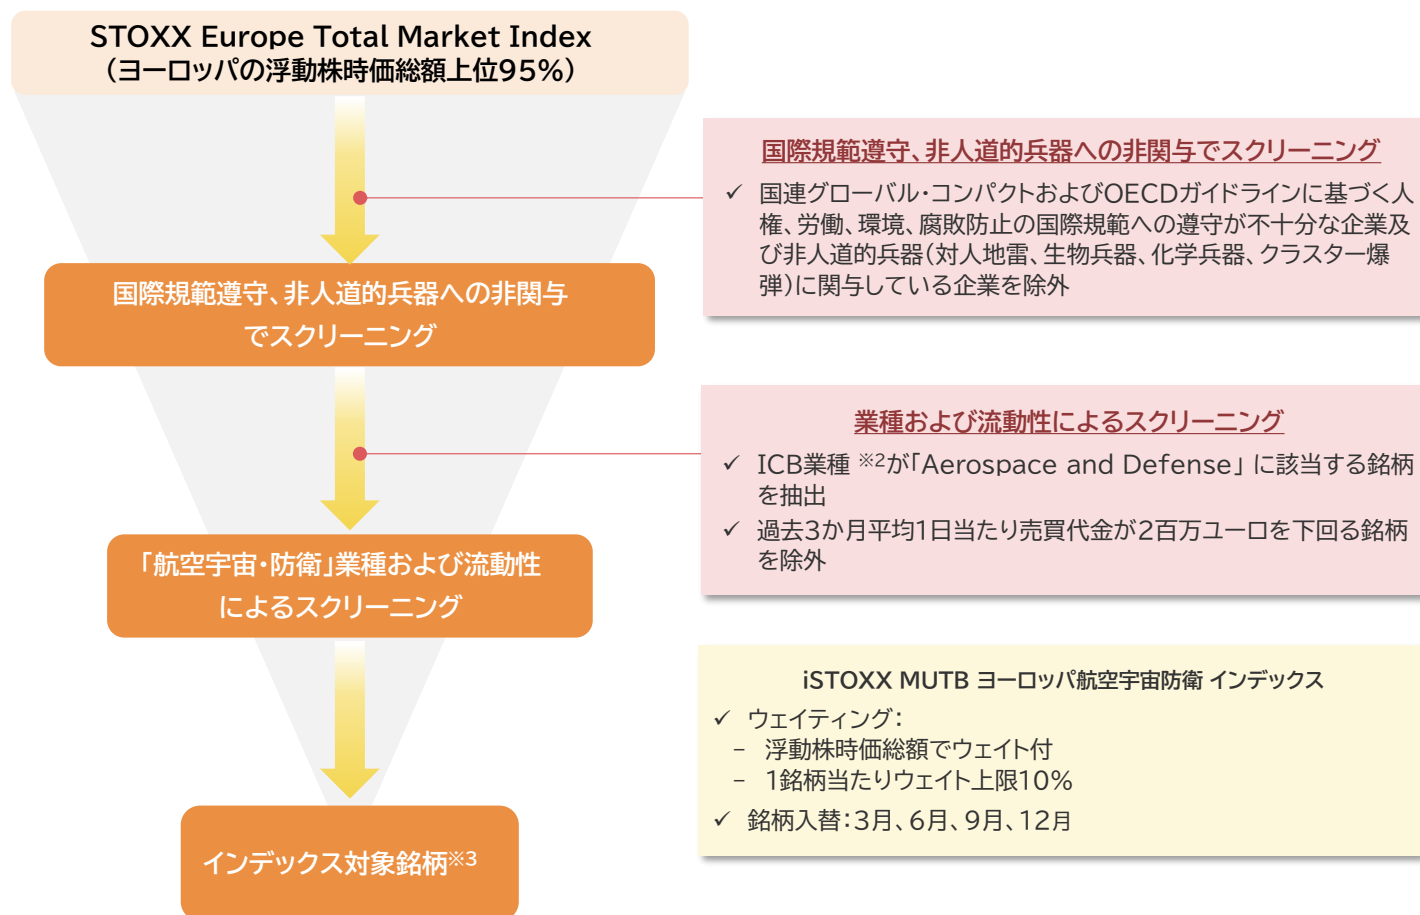 STOXX Europe Total Market Index
（ヨーロッパの浮動株時価総額上位95%）
国際規範遵守、非人道的兵器への非関与でスクリーニング
✓ 国連グローバル・コンパクトおよびOECDガイドラインに基づく人
権、労働、環境、腐敗防止の国際規範への遵守が不十分な企業及
び非人道的兵器（対人地雷、生物兵器、化学兵器、クラスター爆
弾）に関与している企業を除外
国際規範遵守、非人道的兵器への非関与
でスクリーニング
業種および流動性によるスクリーニング
✓ ICB業種 ※2が「Aerospace and Defense」 に該当する銘柄
を抽出
✓ 過去3か月平均1日当たり売買代金が2百万ユーロを下回る銘柄
を除外
「航空宇宙・防衛」業種および流動性
によるスクリーニング
iSTOXX MUTB ヨーロッパ航空宇宙防衛 インデックス
✓ ウェイティング：
– 浮動株時価総額でウェイト付
– 1銘柄当たりウェイト上限10%
✓ 銘柄入替：3月、6月、9月、12月
インデックス対象銘柄※3